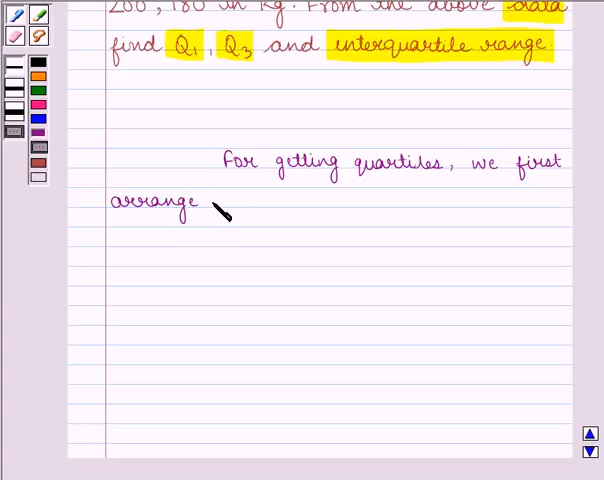 200, 180 in Kg. From the above data
find Q1, Q3 and interquartile range.
For getting quartiles, we first
arrange